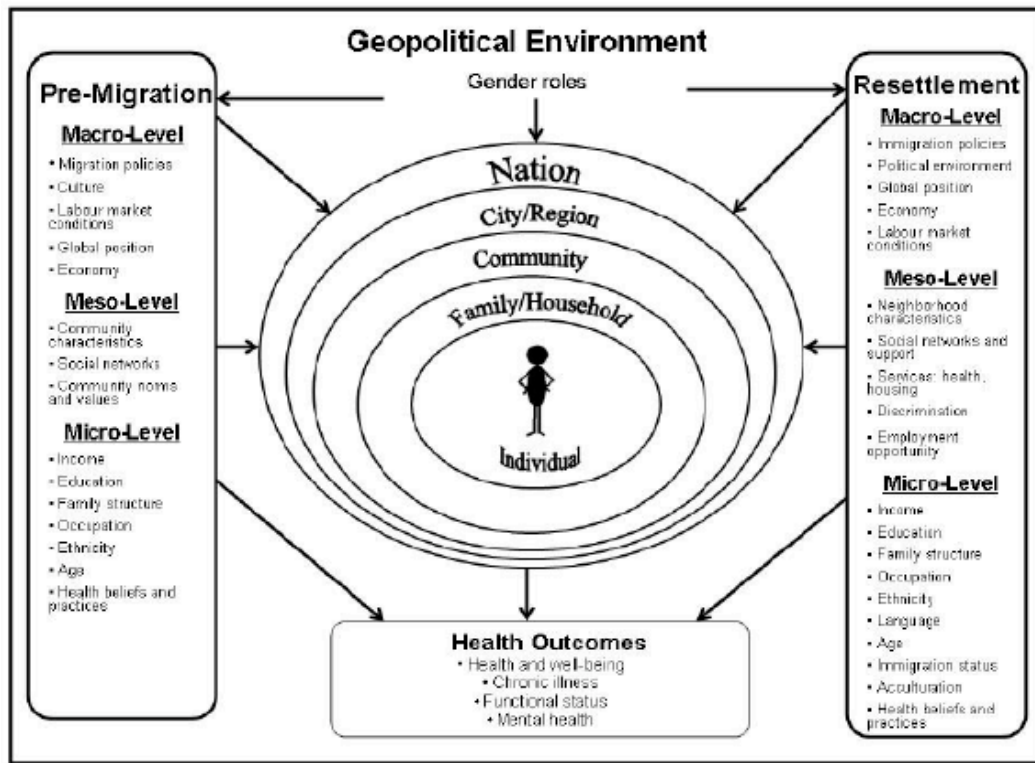 Geopolitical Environment
Gender roles
Pre-Migration
Macro-Level
• Migration policies
• Culture
• Labour market
conditions
• Global position
• Economy
Meso-Level
• Community
characteristics
• Social networks
• Community norms
and values
Micro-Level
• Income
• Education
• Family structure
• Occupation
• Ethnicity
• Age
• Health beliefs and
practices
Nation
City/Region
Community
Family/Household
Individual
Health Outcomes
• Health and well-being
• Chronic illness
• Functional status
• Mental health
Resettlement
Macro-Level
• Immigration policies
• Political environment
• Global position
• Economy
• Labour market
conditions
Meso-Level
• Neighborhood
characteristics
• Social networks and
support
• Services: health,
housing
• Discrimination
• Employment
opportunity
Micro-Level
• Income
• Education
• Family structure
• Occupation
• Ethnicity
• Language
• Age
• Immigration status
• Acculturation
• Health beliefs and
practices